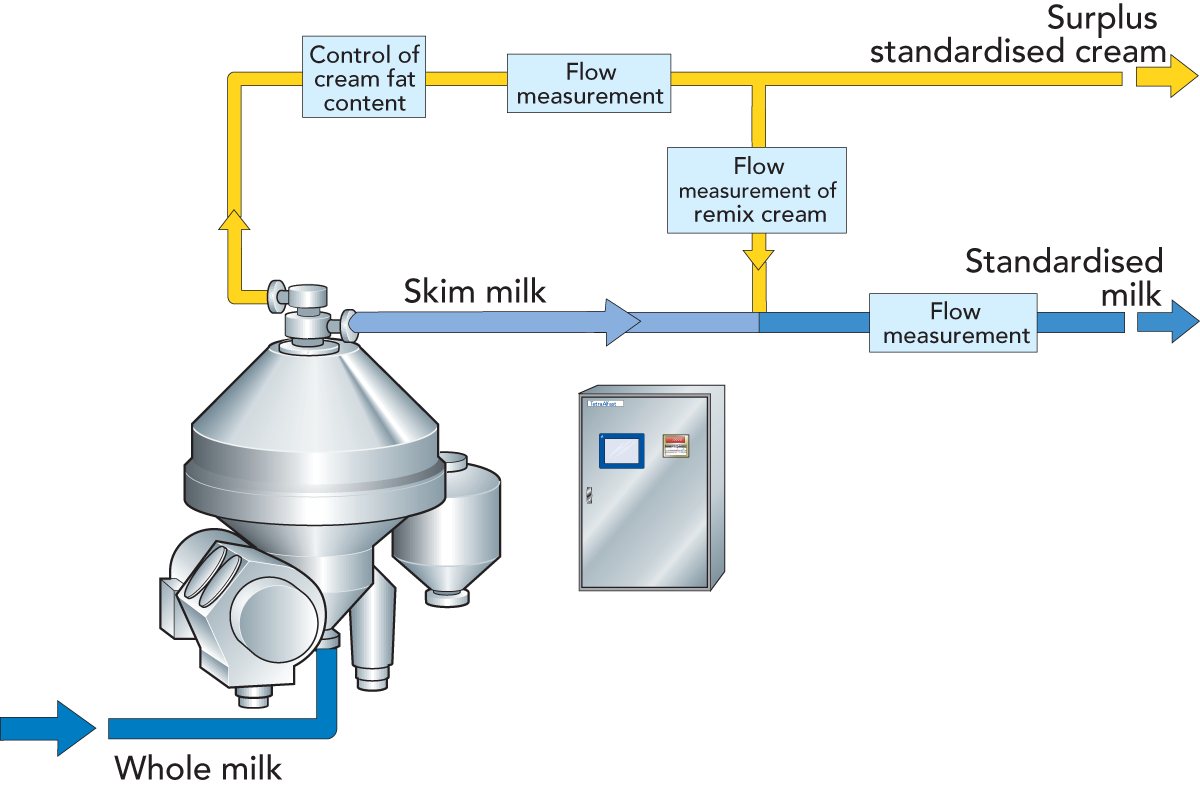 Surplus
standardised cream
Control of
cream fat
content
Flow
measurement
Flow
measurement of
remix cream
Standardised
milk
Skim milk
Flow
measurement
TetraAlfast
Whole milk